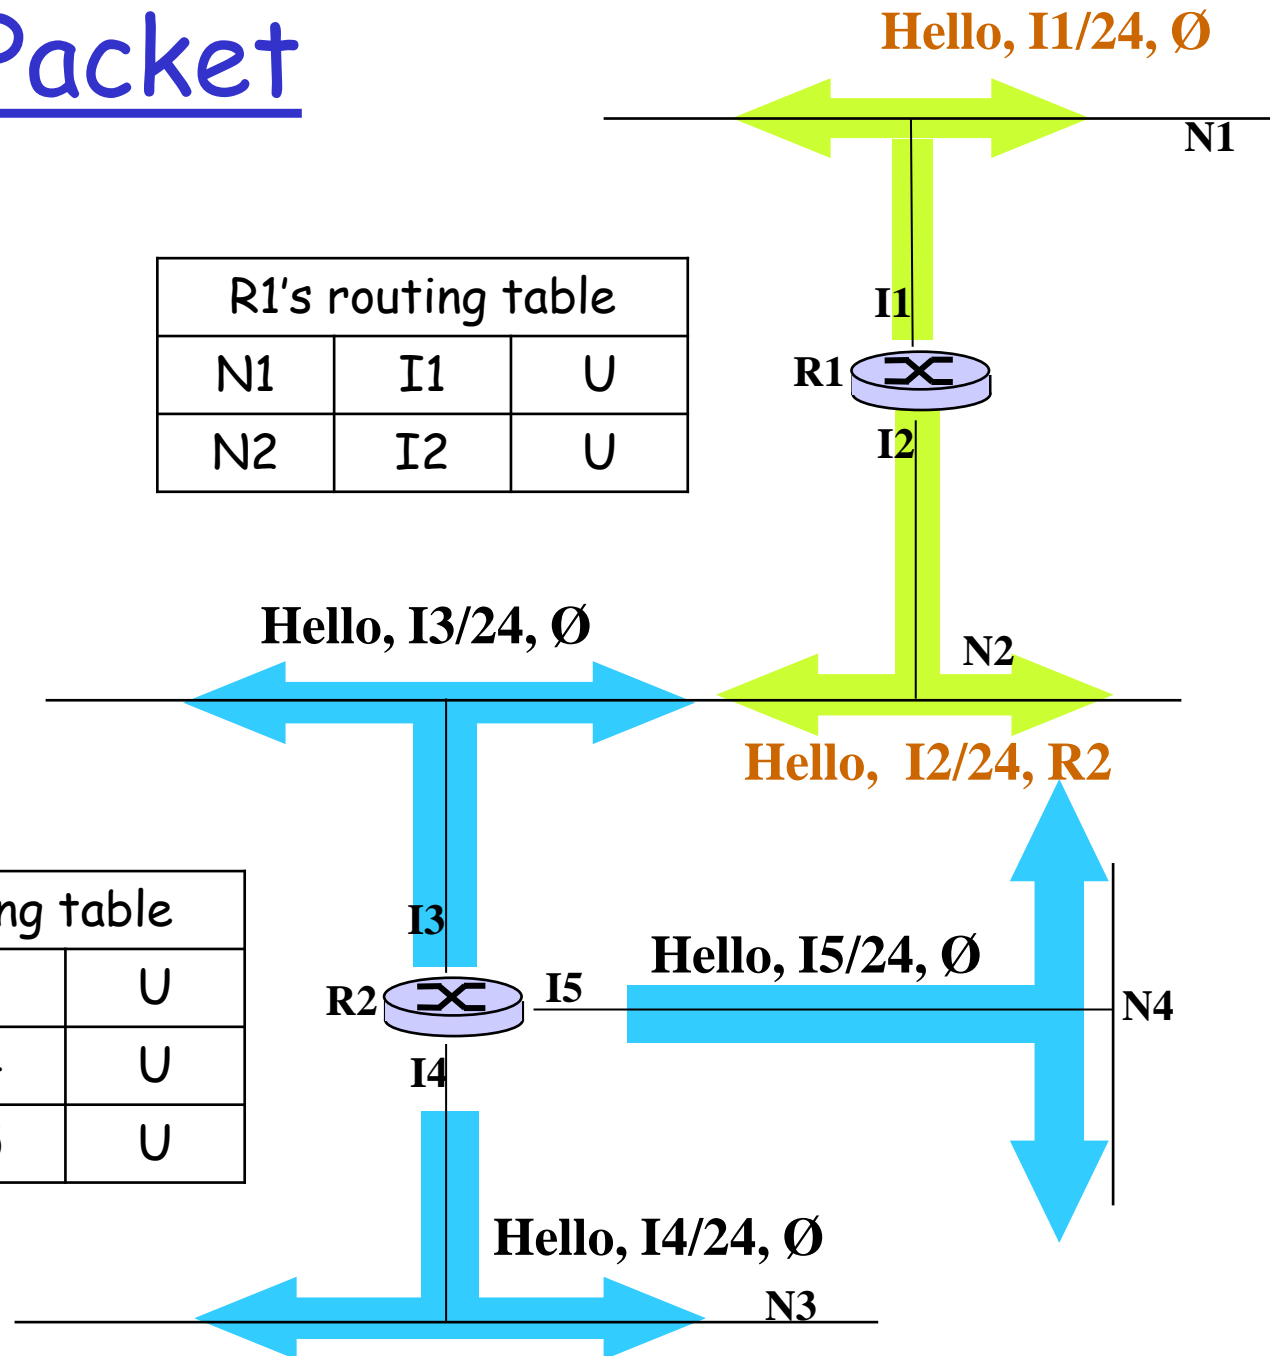 Packet
Hello, I1/24, Ø
N1
R1's routing table
N1 I1 U
N2 I2 U
I1
R1
I2
Hello, I3/24, Ø
N2
Hello, I2/24, R2
table
U
U
U
I3
Hello, I5/24, Ø
R2
I5
N4
I4
Hello, I4/24, Ø
N3